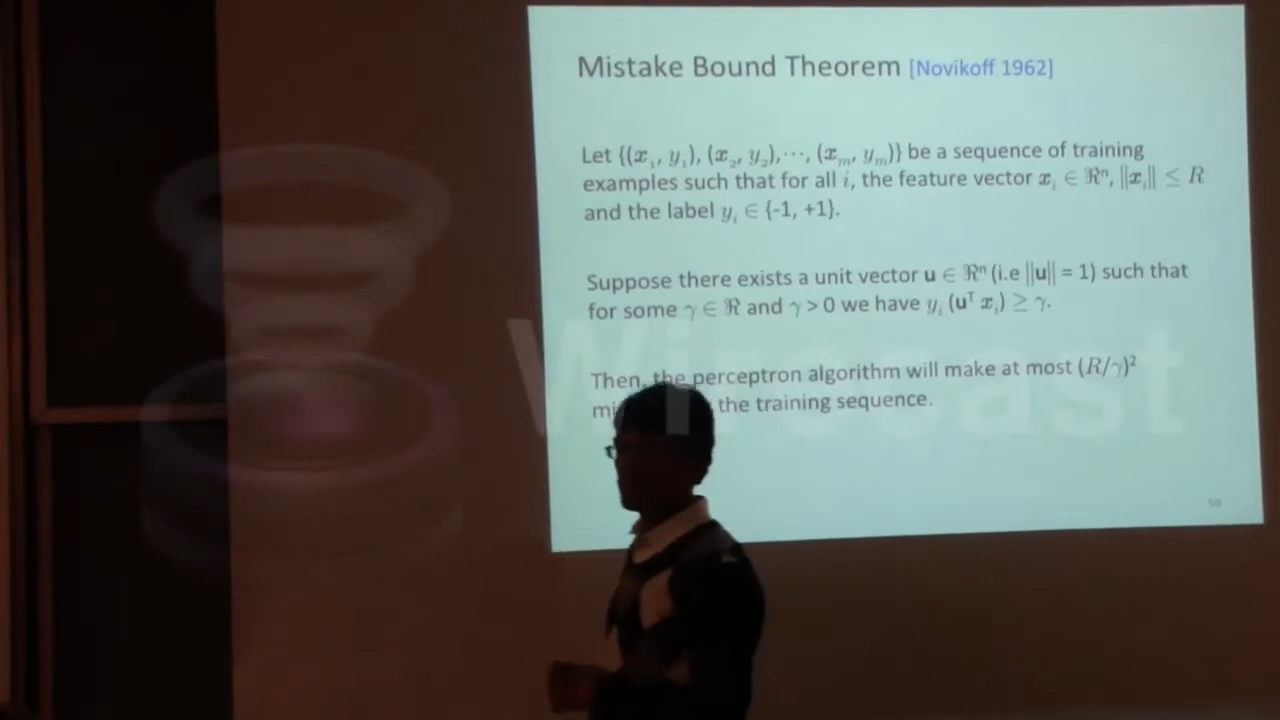 Mistake Bound Theorem [Novikoff 1962]
Let {(x₁, y₁), (x₂, y₂),⋯, (xₘ, yₘ)} be a sequence of training
examples such that for all i, the feature vector xᵢ ∈ ℜⁿ, ||xᵢ|| ≤ R
and the label yᵢ ∈ {-1, +1}.
Suppose there exists a unit vector u ∈ ℜⁿ (i.e ||u|| = 1) such that
for some γ ∈ ℜ and γ > 0 we have yᵢ (uᵀ xᵢ) ≥ γ.
Then, the perceptron algorithm will make at most (R/γ)²
the training sequence.
Wirecast